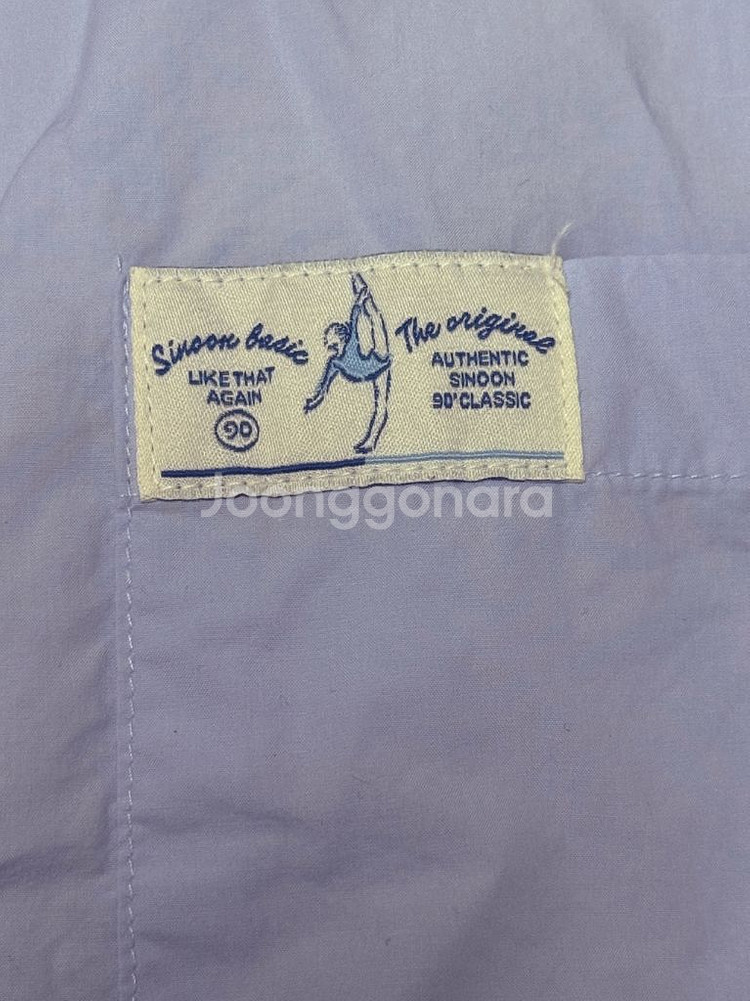 Sinoon basic
LIKE THAT
AGAIN
90
The original
AUTHENTIC
SINOON
90'CLASSIC
Joonggonara